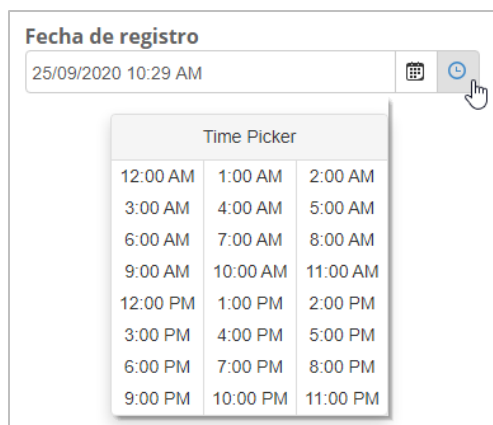 Fecha de registro
25/09/2020 10:29 AM
Time Picker
12:00 AM 1:00 AM 2:00 AM
3:00 AM 4:00 AM 5:00 AM
6:00 AM 7:00 AM 8:00 AM
9:00 AM 10:00 AM 11:00 AM
12:00 PM 1:00 PM 2:00 PM
3:00 PM 4:00 PM 5:00 PM
6:00 PM 7:00 PM 8:00 PM
9:00 PM 10:00 PM 11:00 PM